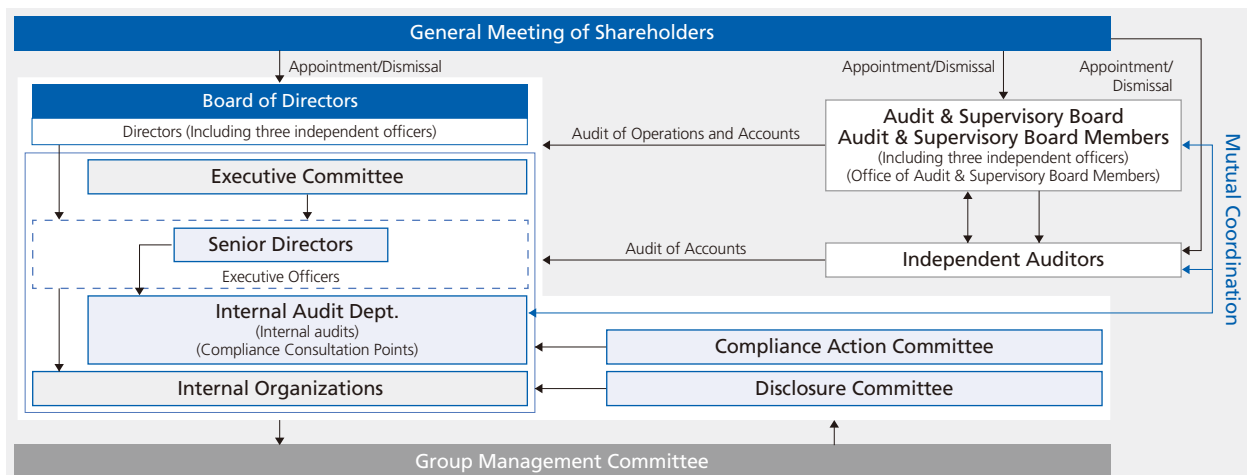 General Meeting of Shareholders
Appointment/Dismissal
Appointment/Dismissal
Appointment/
Dismissal
Board of Directors
Directors (Including three independent officers)
Audit of Operations and Accounts
Audit & Supervisory Board
Audit & Supervisory Board Members
(Including three independent officers)
(Office of Audit & Supervisory Board Members)
Mutual Coordination
Executive Committee
Senior Directors
Executive Officers
Audit of Accounts
Independent Auditors
Internal Audit Dept.
(Internal audits)
(Compliance Consultation Points)
Compliance Action Committee
Internal Organizations
Disclosure Committee
Group Management Committee